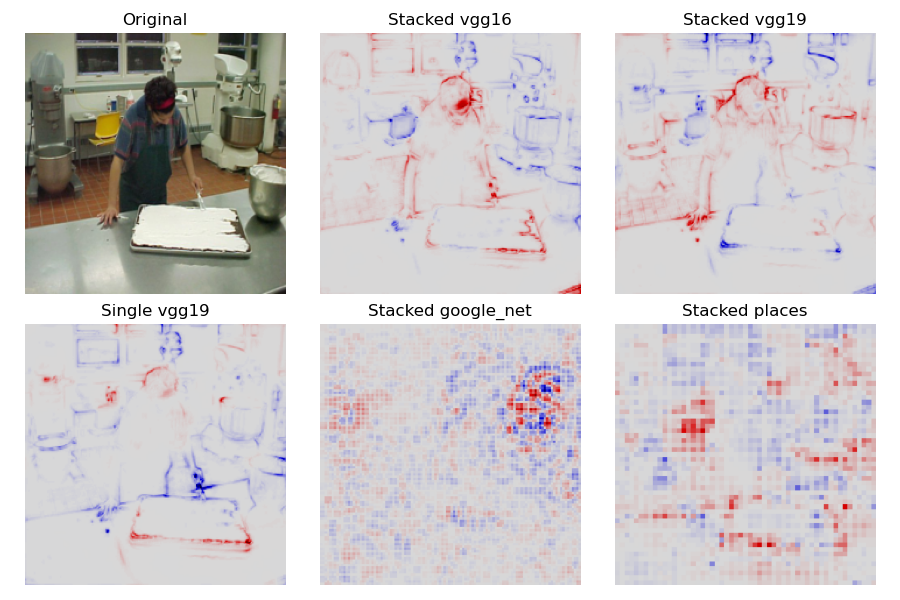 Original
Stacked vgg16
Stacked vgg19
Single vgg19
Stacked google_net
Stacked places